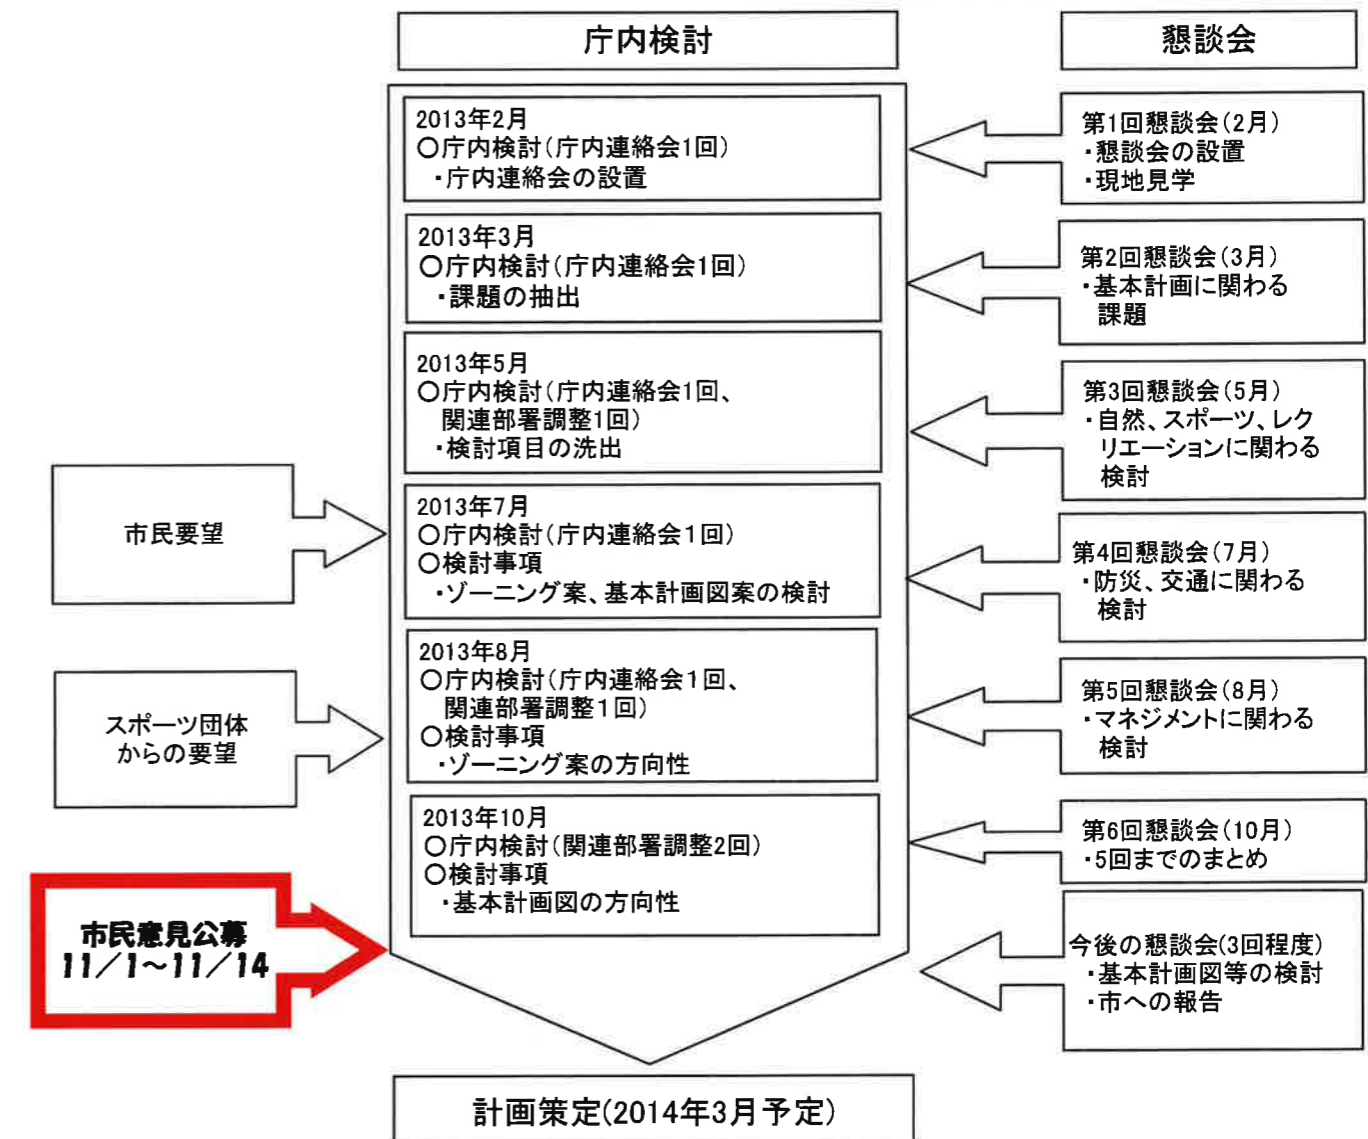 庁内検討
懇談会
2013年2月
〇庁内検討(庁内連絡会1回)
・庁内連絡会の設置
第1回懇談会(2月)
・懇談会の設置
・現地見学
2013年3月
〇庁内検討(庁内連絡会1回)
・課題の抽出
第2回懇談会(3月)
・基本計画に関わる
課題
2013年5月
〇庁内検討(庁内連絡会1回、
関連部署調整1回)
・検討項目の洗出
第3回懇談会(5月)
・自然、スポーツ、レク
リエーションに関わる
検討
市民要望
2013年7月
〇庁内検討(庁内連絡会1回)
〇検討事項
・ゾーニング案、基本計画図案の検討
第4回懇談会(7月)
・防災、交通に関わる
検討
スポーツ団体
からの要望
2013年8月
〇庁内検討(庁内連絡会1回、
関連部署調整1回)
〇検討事項
・ゾーニング案の方向性
第5回懇談会(8月)
・マネジメントに関わる
検討
2013年10月
〇庁内検討(関連部署調整2回)
〇検討事項
・基本計画図の方向性
第6回懇談会(10月)
・5回までのまとめ
市民意見公募
11/1~11/14
今後の懇談会(3回程度)
・基本計画図等の検討
・市への報告
計画策定(2014年3月予定)